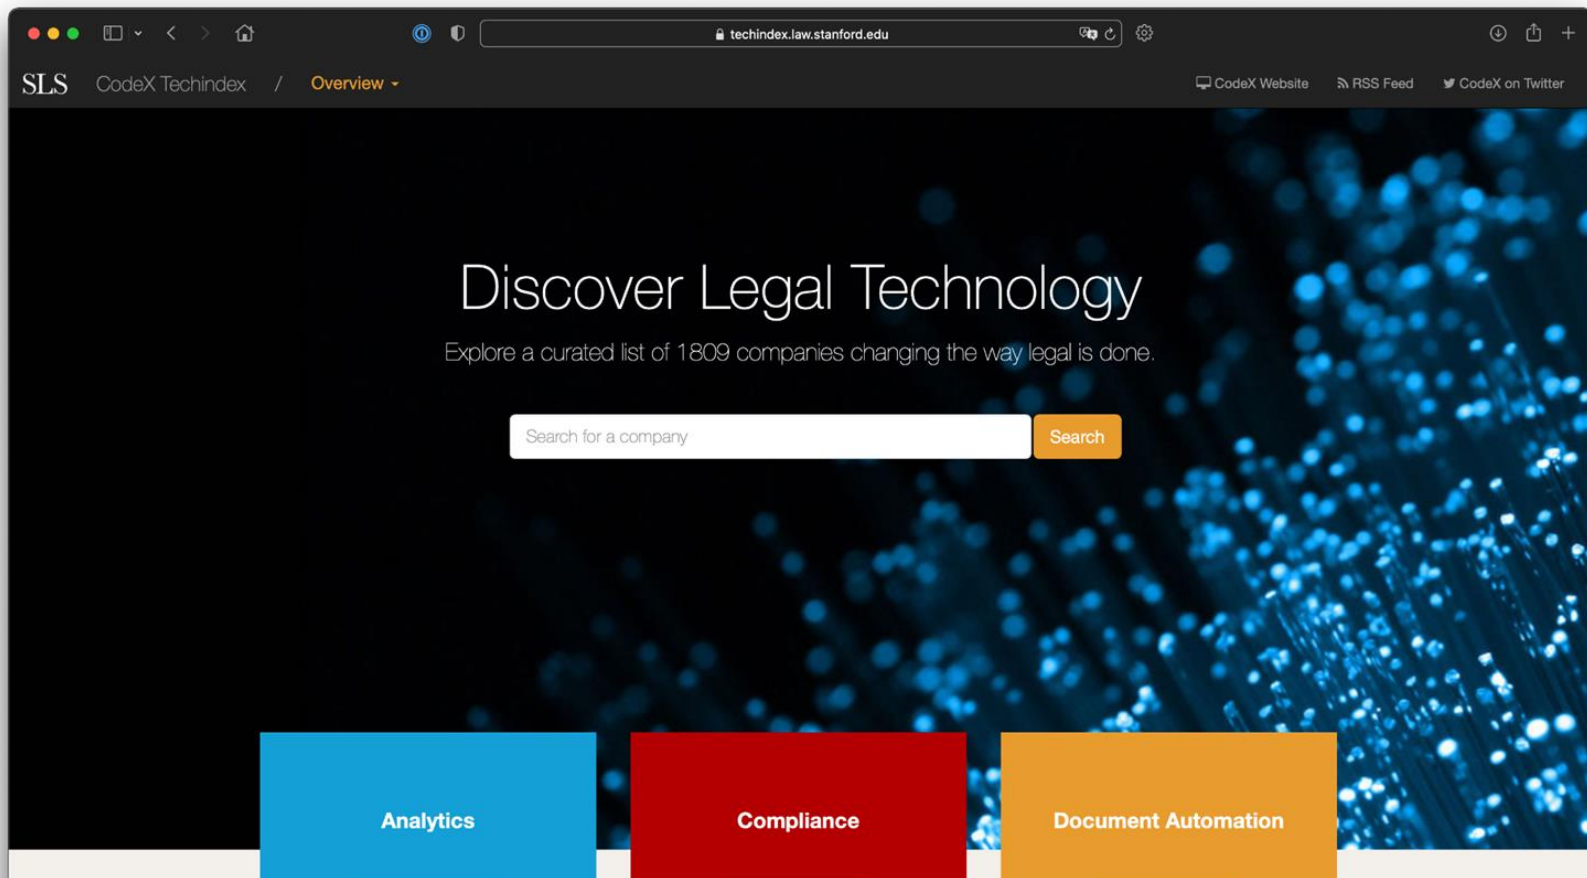 techindex.law.stanford.edu
SLS CodeX Techindex / Overview CodeX Website RSS Feed CodeX on Twitter
Discover Legal Technology
Explore a curated list of 1809 companies changing the way legal is done.
Search for a company Search
Analytics Compliance Document Automation